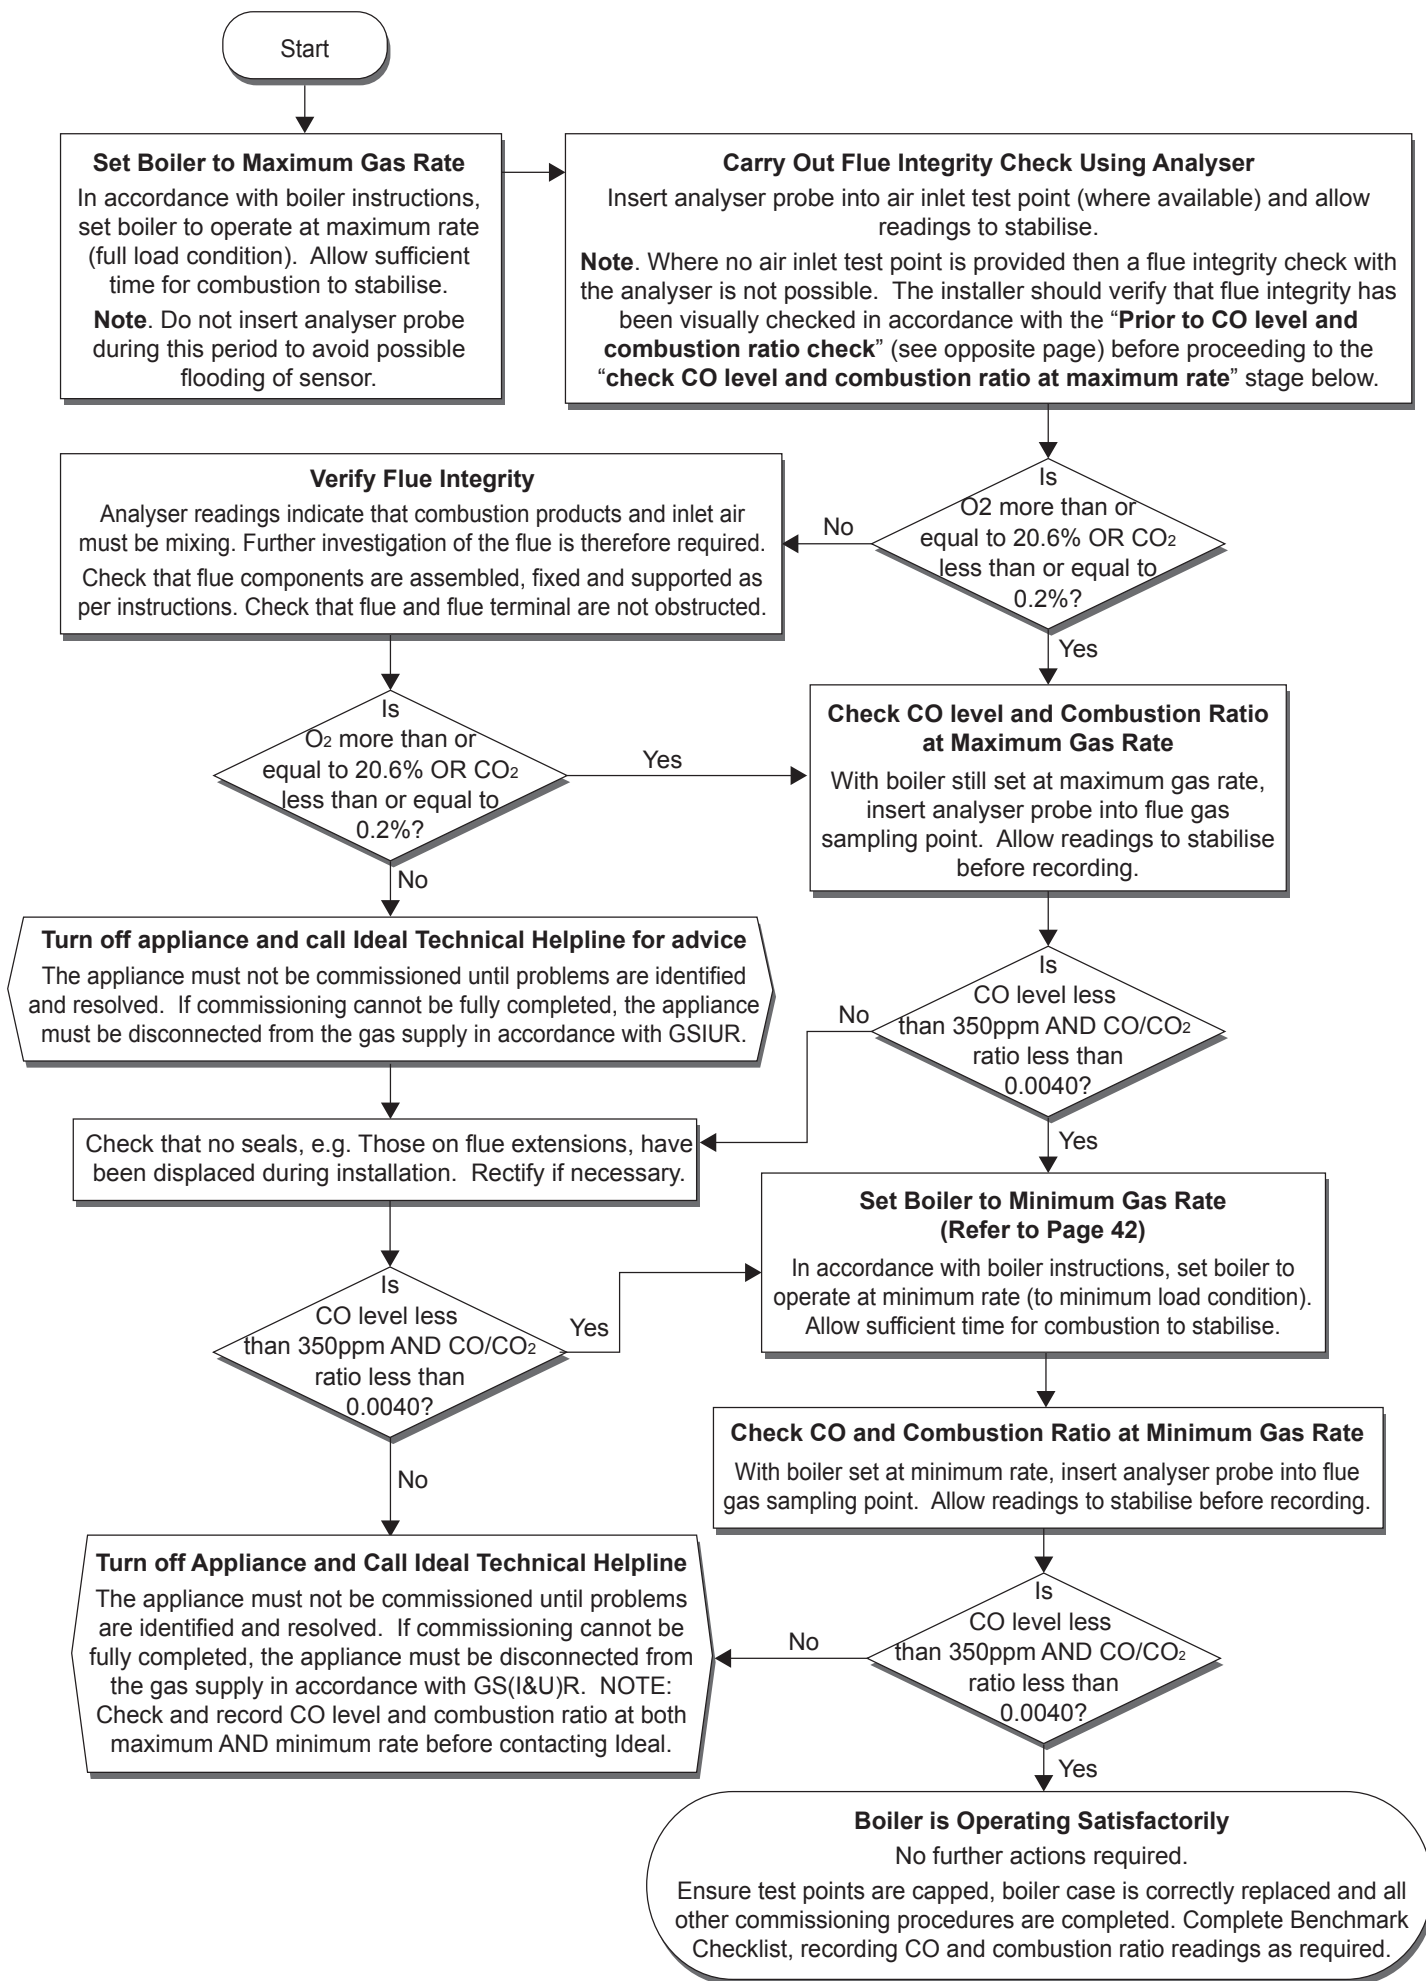 Start
Set Boiler to Maximum Gas Rate
In accordance with boiler instructions,
set boiler to operate at maximum rate
(full load condition).  Allow sufficient
time for combustion to stabilise.
Note. Do not insert analyser probe
during this period to avoid possible
flooding of sensor.
Carry Out Flue Integrity Check Using Analyser
Insert analyser probe into air inlet test point (where available) and allow
readings to stabilise.
Note. Where no air inlet test point is provided then a flue integrity check with
the analyser is not possible.  The installer should verify that flue integrity has
been visually checked in accordance with the “Prior to CO level and
combustion ratio check” (see opposite page) before proceeding to the
“check CO level and combustion ratio at maximum rate” stage below.
Is
O2 more than or
equal to 20.6% OR CO2
less than or equal to
0.2%?
No
Yes
Verify Flue Integrity
Analyser readings indicate that combustion products and inlet air
must be mixing. Further investigation of the flue is therefore required.
Check that flue components are assembled, fixed and supported as
per instructions. Check that flue and flue terminal are not obstructed.
Is
O2 more than or
equal to 20.6% OR CO2
less than or equal to
0.2%?
Yes
No
Check CO level and Combustion Ratio
at Maximum Gas Rate
With boiler still set at maximum gas rate,
insert analyser probe into flue gas
sampling point.  Allow readings to stabilise
before recording.
Turn off appliance and call Ideal Technical Helpline for advice
The appliance must not be commissioned until problems are identified
and resolved.  If commissioning cannot be fully completed, the appliance
must be disconnected from the gas supply in accordance with GSIUR.
Is
CO level less
than 350ppm AND CO/CO2
ratio less than
0.0040?
No
Yes
Check that no seals, e.g. Those on flue extensions, have
been displaced during installation.  Rectify if necessary.
Set Boiler to Minimum Gas Rate
(Refer to Page 42)
In accordance with boiler instructions, set boiler to
operate at minimum rate (to minimum load condition).
Allow sufficient time for combustion to stabilise.
Is
CO level less
than 350ppm AND CO/CO2
ratio less than
0.0040?
Yes
No
Check CO and Combustion Ratio at Minimum Gas Rate
With boiler set at minimum rate, insert analyser probe into flue
gas sampling point.  Allow readings to stabilise before recording.
Turn off Appliance and Call Ideal Technical Helpline
The appliance must not be commissioned until problems
are identified and resolved.  If commissioning cannot be
fully completed, the appliance must be disconnected from
the gas supply in accordance with GS(I&U)R.  NOTE:
Check and record CO level and combustion ratio at both
maximum AND minimum rate before contacting Ideal.
Is
CO level less
than 350ppm AND CO/CO2
ratio less than
0.0040?
No
Yes
Boiler is Operating Satisfactorily
No further actions required.
Ensure test points are capped, boiler case is correctly replaced and all
other commissioning procedures are completed. Complete Benchmark
Checklist, recording CO and combustion ratio readings as required.